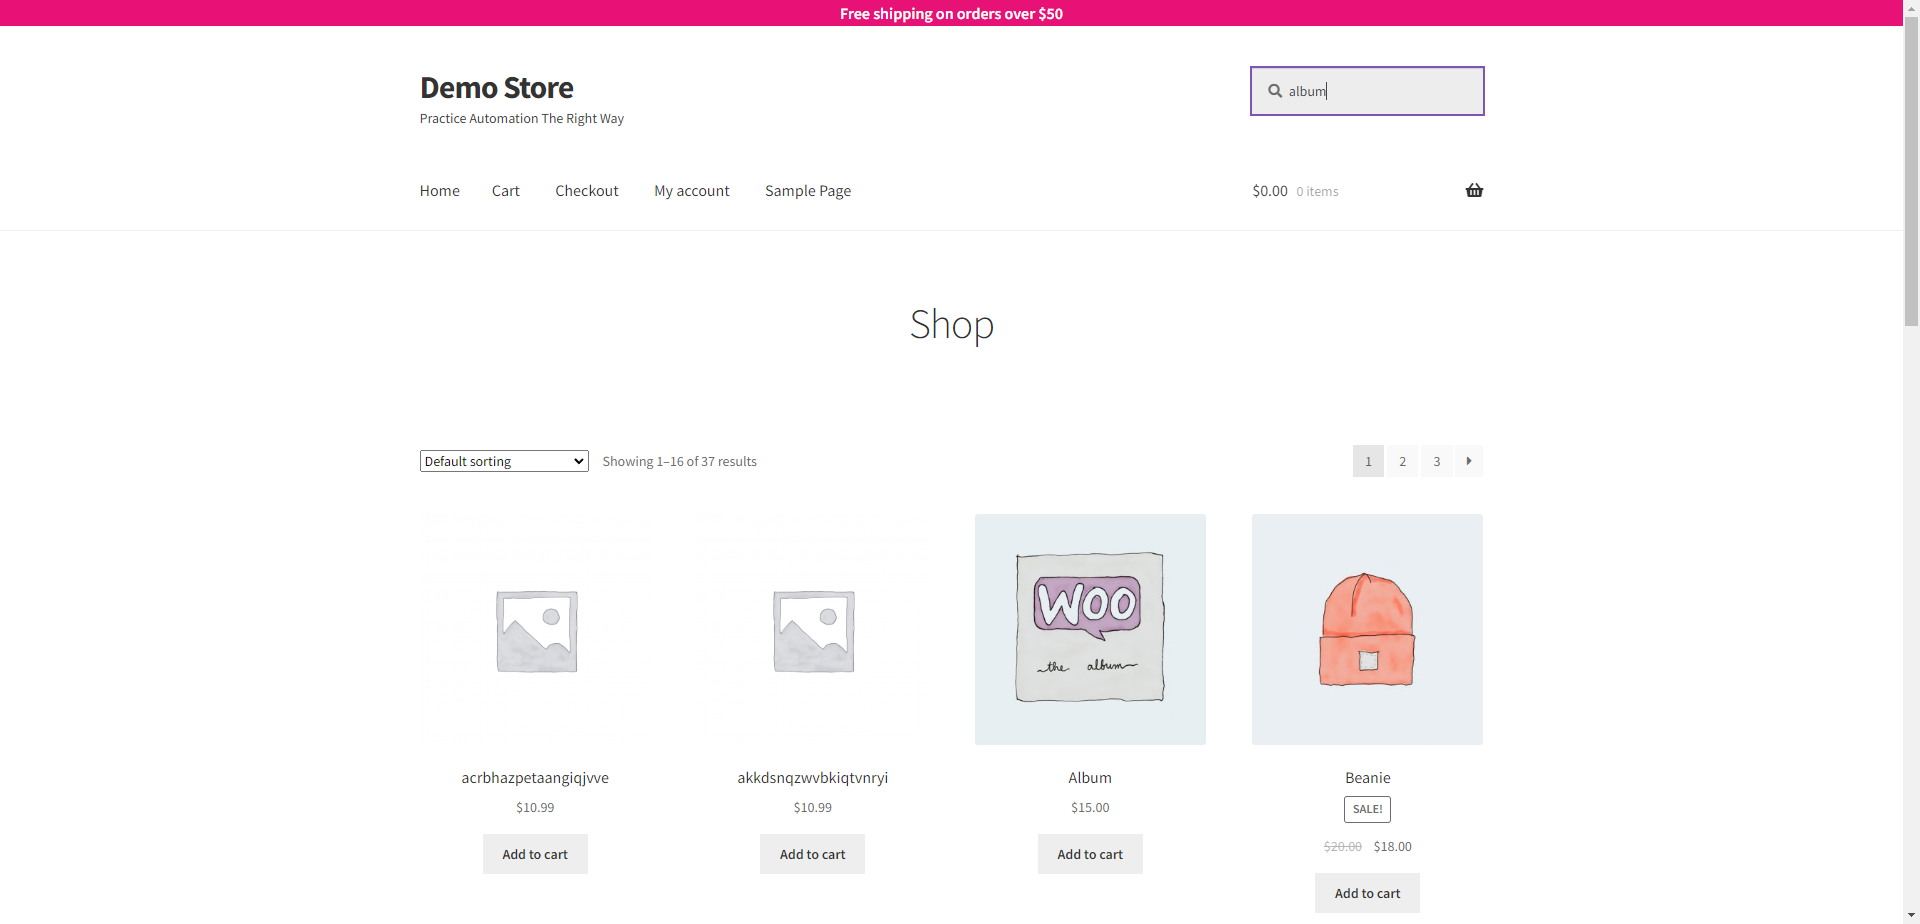 Free shipping on orders over $50
Demo Store
Practice Automation The Right Way
album
Home Cart Checkout My account Sample Page
$0.00 0 items
Shop
Default sorting Showing 1–16 of 37 results
1 2 3
WOO
the album
acrbhazpetaangiqjvve
$10.99
Add to cart
akkdsnqzwvbkiqtvnryi
$10.99
Add to cart
Album
$15.00
Add to cart
Beanie
SALE!
$20.00 $18.00
Add to cart